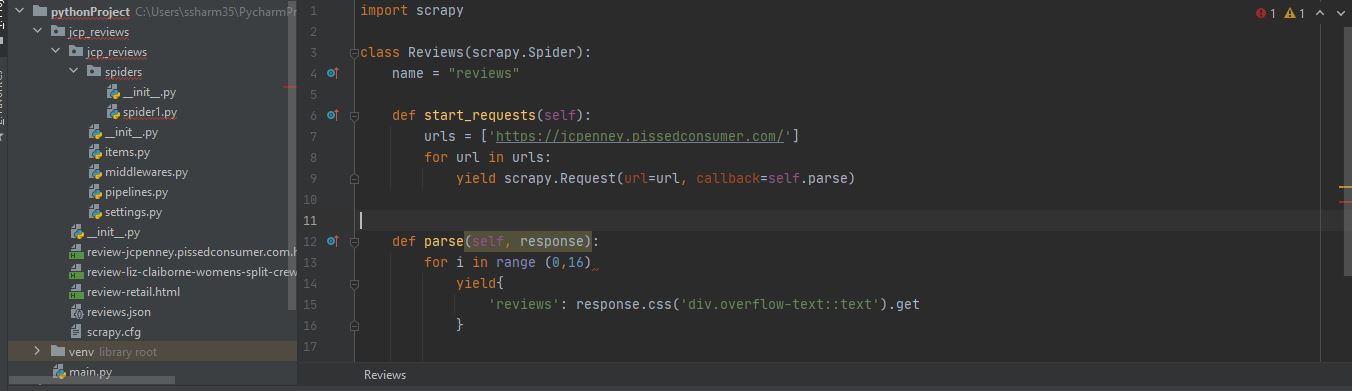 pythonProject C:\Users\ssharm35\PycharmPr
jcp_reviews
jcp_reviews
spiders
__init__.py
spider1.py
__init__.py
items.py
middlewares.py
pipelines.py
settings.py
__init__.py
review-jcpenney.pissedconsumer.com.h
review-liz-claiborne-womens-split-crew
review-retail.html
reviews.json
scrapy.cfg
venv library root
main.py
1 import scrapy
2
3 class Reviews(scrapy.Spider):
4 name = "reviews"
5
6 def start_requests(self):
7 urls = ['https://jcpenney.pissedconsumer.com/']
8 for url in urls:
9 yield scrapy.Request(url=url, callback=self.parse)
10
11
12 def parse(self, response):
13 for i in range (0,16)
14 yield{
15 'reviews': response.css('div.overflow-text::text').get
16 }
17
1 1
Reviews